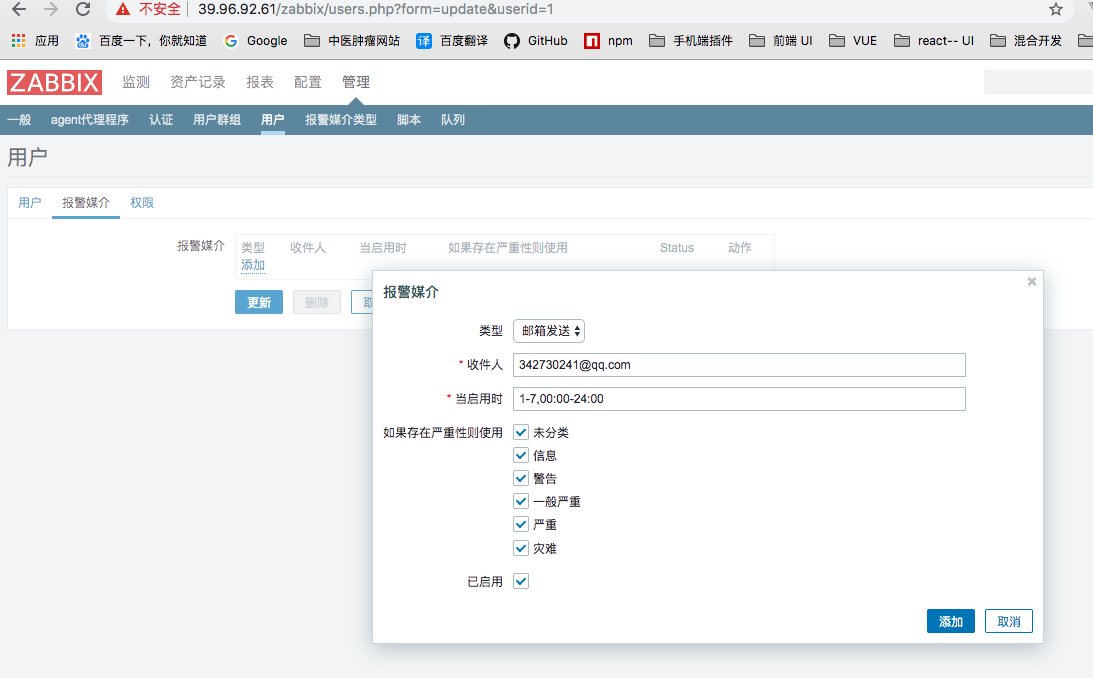 不安全 39.96.92.61/zabbix/users.php?form=update&userid=1
应用 百度一下，你就知道 Google 中医肿瘤网站 译 百度翻译 GitHub npm 手机端插件 前端 UI VUE react-- UI 混合开发
ZABBIX 监测 资产记录 报表 配置 管理
一般 agent代理程序 认证 用户群组 用户 报警媒介类型 脚本 队列
用户
用户 报警媒介 权限
报警媒介 类型 收件人 当启用时 如果存在严重性则使用 Status 动作
添加
更新 删除 取
报警媒介
类型 邮箱发送
* 收件人 342730241@qq.com
* 当启用时 1-7,00:00-24:00
如果存在严重性则使用 未分类
信息
警告
一般严重
严重
灾难
已启用
添加 取消